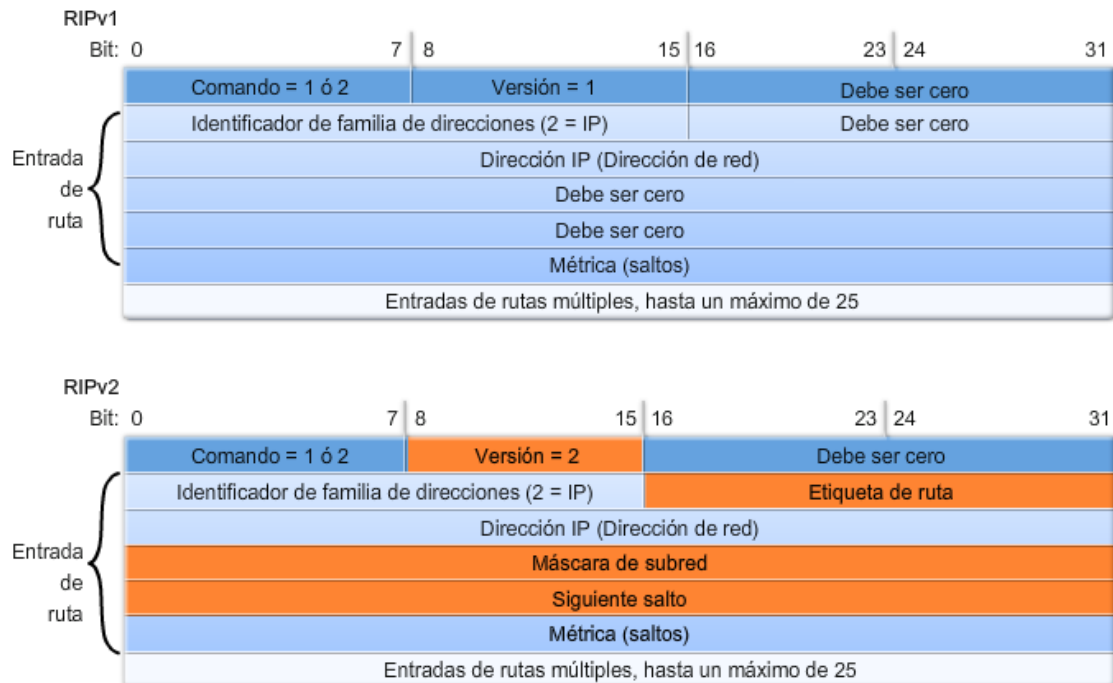 RIPv1
Bit: 0 7 8 15 16 23 24 31
Comando = 1 ó 2 Versión = 1 Debe ser cero
Identificador de familia de direcciones (2 = IP) Debe ser cero
Dirección IP (Dirección de red)
Entrada de ruta
Debe ser cero
Debe ser cero
Métrica (saltos)
Entradas de rutas múltiples, hasta un máximo de 25
RIPv2
Bit: 0 7 8 15 16 23 24 31
Comando = 1 ó 2 Versión = 2 Debe ser cero
Identificador de familia de direcciones (2 = IP) Etiqueta de ruta
Dirección IP (Dirección de red)
Entrada de ruta
Máscara de subred
Siguiente salto
Métrica (saltos)
Entradas de rutas múltiples, hasta un máximo de 25